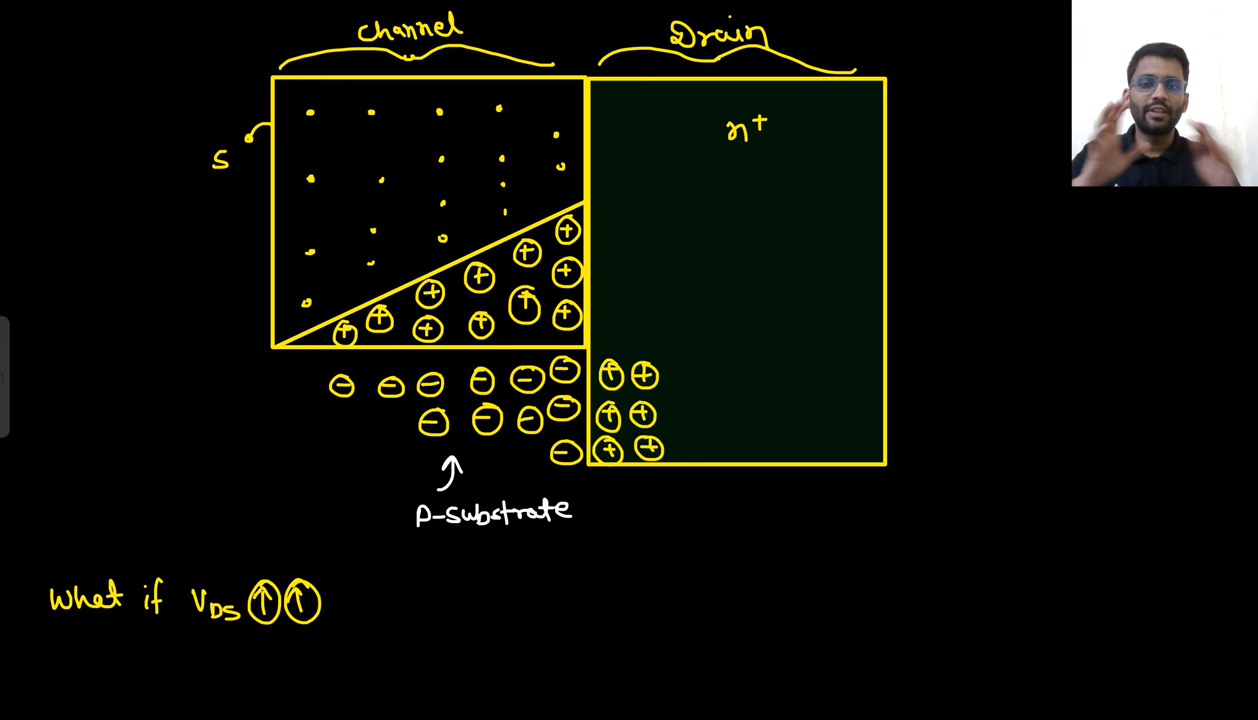 Channel
Drain
n+
S
P-substrate
What if VDS ↑↑